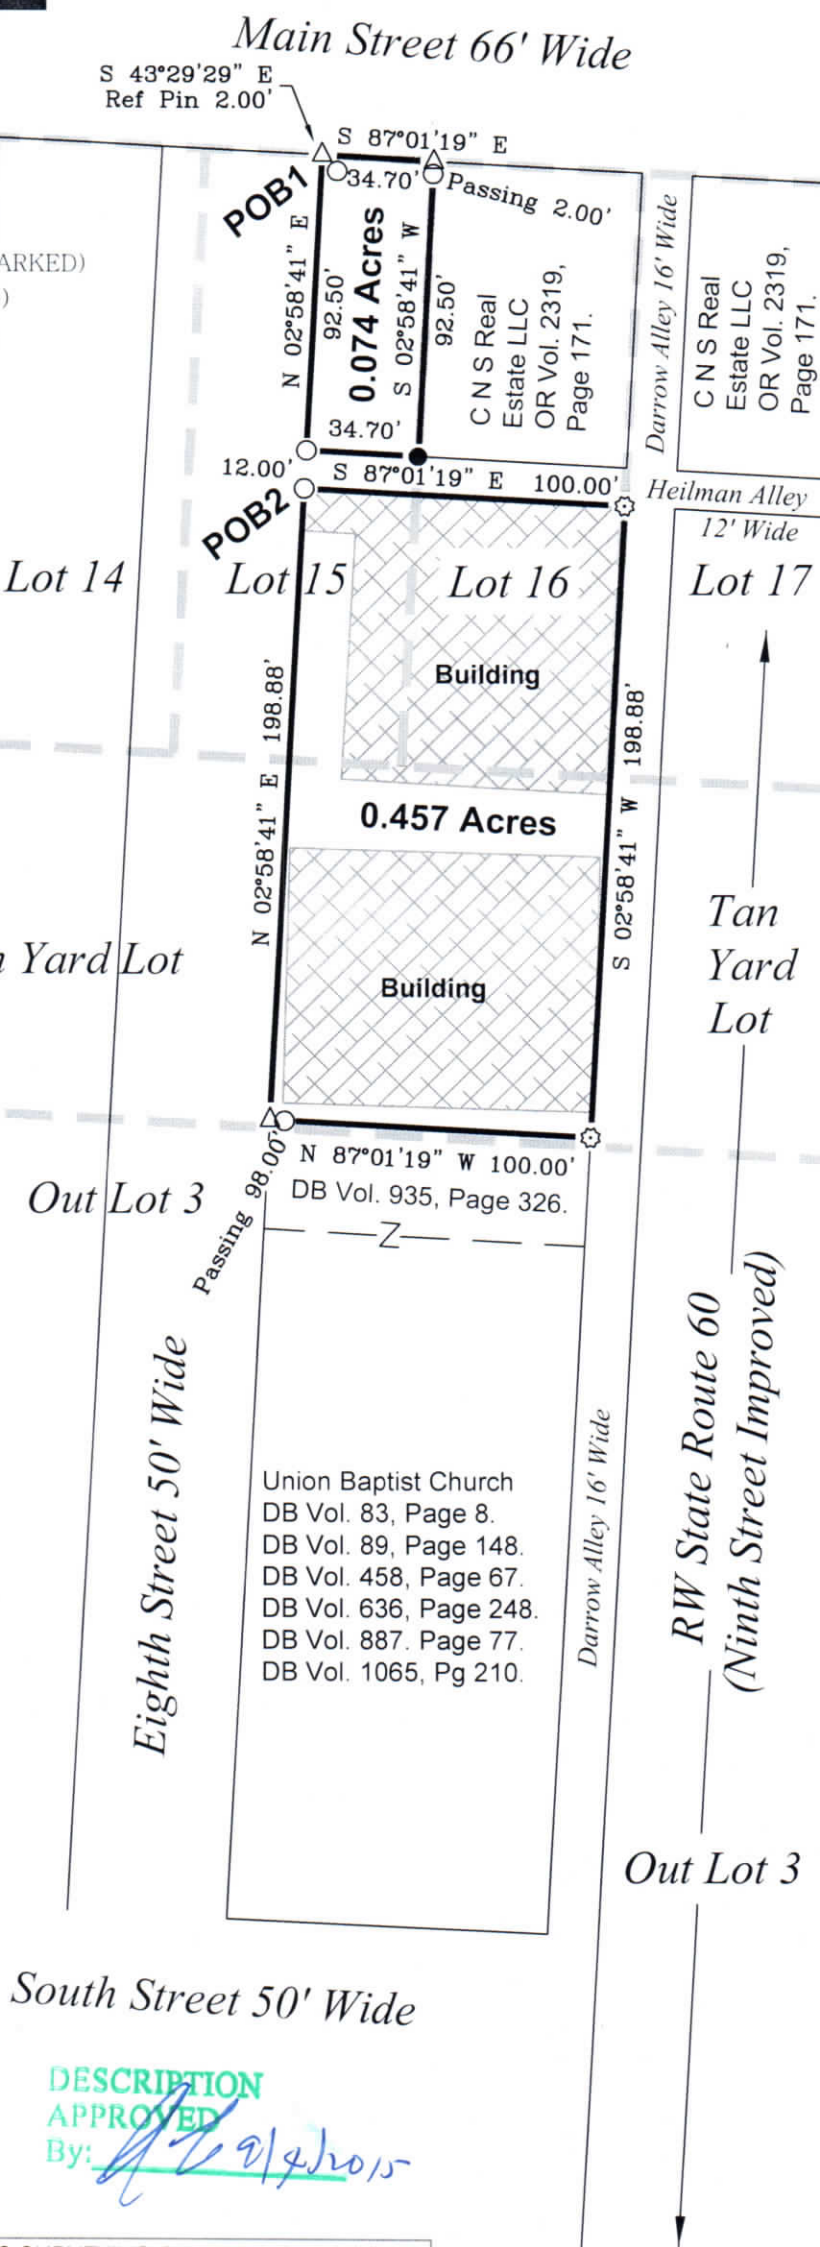 Main Street 66' Wide
S 43°29'29" E
Ref Pin 2.00'
S 87°01'19" E
34.70'
Passing 2.00'
POB1
N 02°58'41" E
92.50'
0.074 Acres
S 02°58'41" W
92.50'
C N S Real
Estate LLC
OR Vol. 2319,
Page 171.
Darrow Alley 16' Wide
C N S Real
Estate LLC
OR Vol. 2319,
Page 171.
ARKED)
)
34.70'
12.00'
S 87°01'19" E 100.00'
Heilman Alley
12' Wide
POB2
Lot 14
Lot 15
Lot 16
Lot 17
Building
N 02°58'41" E 198.88'
S 02°58'41" W 198.88'
0.457 Acres
Tan
Yard
Lot
Yard Lot
Building
N 87°01'19" W 100.00'
Passing 98.00'
DB Vol. 935, Page 326.
Out Lot 3
Z
Eighth Street 50' Wide
Union Baptist Church
DB Vol. 83, Page 8.
DB Vol. 89, Page 148.
DB Vol. 458, Page 67.
DB Vol. 636, Page 248.
DB Vol. 887. Page 77.
DB Vol. 1065, Pg 210.
Darrow Alley 16' Wide
RW State Route 60
(Ninth Street Improved)
Out Lot 3
South Street 50' Wide
DESCRIPTION
APPROVED
By: 9/4/2015